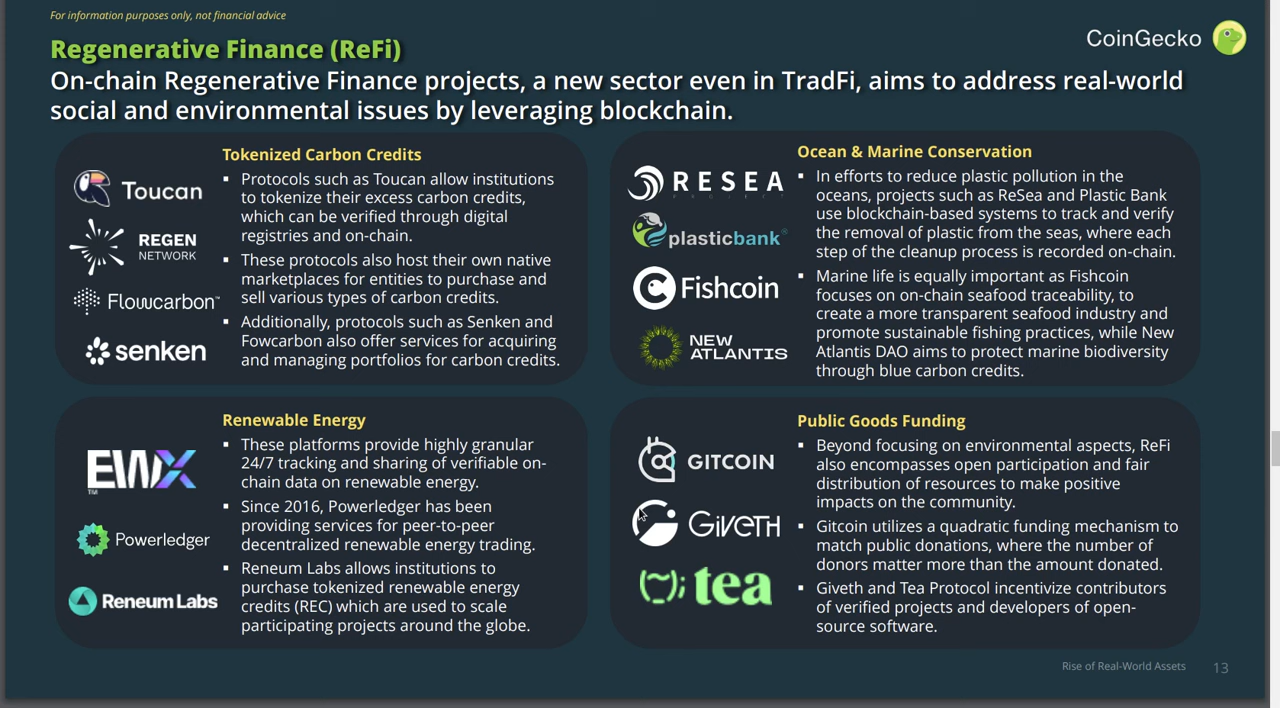 For information purposes only, not financial advice
CoinGecko
Regenerative Finance (ReFi)
On-chain Regenerative Finance projects, a new sector even in TradFi, aims to address real-world
social and environmental issues by leveraging blockchain.
Toucan
REGEN
NETWORK
Flowcarbon™
senken
Tokenized Carbon Credits
▪ Protocols such as Toucan allow institutions
to tokenize their excess carbon credits,
which can be verified through digital
registries and on-chain.
▪ These protocols also host their own native
marketplaces for entities to purchase and
sell various types of carbon credits.
▪ Additionally, protocols such as Senken and
Fowcarbon also offer services for acquiring
and managing portfolios for carbon credits.
RESEA
PROJECT
plasticbank®
Fishcoin
NEW
ATLANTIS
Ocean & Marine Conservation
▪ In efforts to reduce plastic pollution in the
oceans, projects such as ReSea and Plastic Bank
use blockchain-based systems to track and verify
the removal of plastic from the seas, where each
step of the cleanup process is recorded on-chain.
▪ Marine life is equally important as Fishcoin
focuses on on-chain seafood traceability, to
create a more transparent seafood industry and
promote sustainable fishing practices, while New
Atlantis DAO aims to protect marine biodiversity
through blue carbon credits.
EWX
™
Powerledger
Reneum Labs
Renewable Energy
▪ These platforms provide highly granular
24/7 tracking and sharing of verifiable on-
chain data on renewable energy.
▪ Since 2016, Powerledger has been
providing services for peer-to-peer
decentralized renewable energy trading.
▪ Reneum Labs allows institutions to
purchase tokenized renewable energy
credits (REC) which are used to scale
participating projects around the globe.
GITCOIN
GIVETH
tea
Public Goods Funding
▪ Beyond focusing on environmental aspects, ReFi
also encompasses open participation and fair
distribution of resources to make positive
impacts on the community.
▪ Gitcoin utilizes a quadratic funding mechanism to
match public donations, where the number of
donors matter more than the amount donated.
▪ Giveth and Tea Protocol incentivize contributors
of verified projects and developers of open-
source software.
Rise of Real-World Assets
13